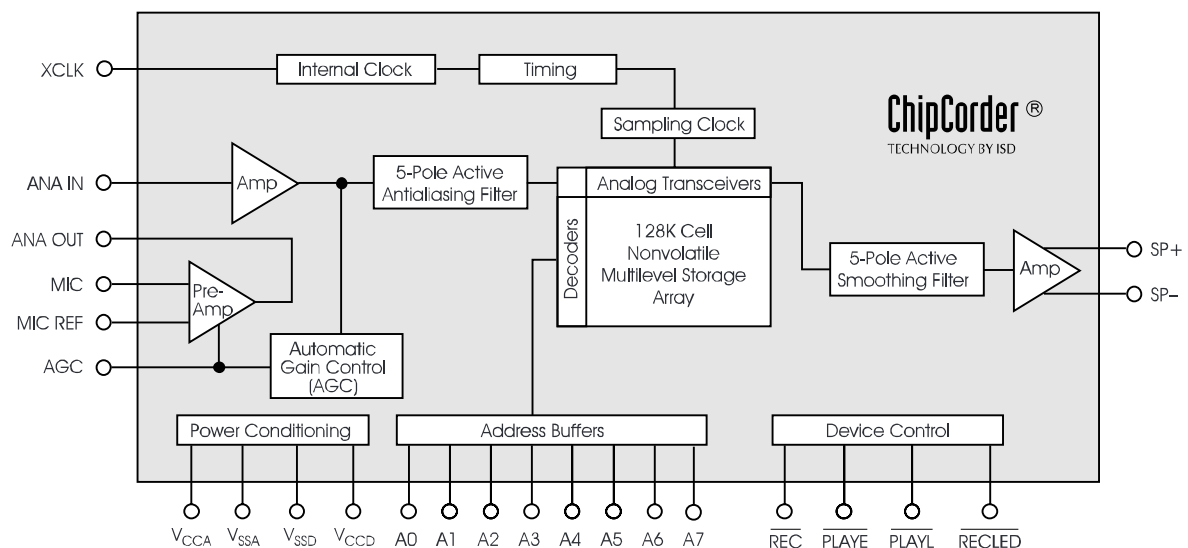 XCLK
Internal Clock
Timing
Sampling Clock
ChipCorder ®
TECHNOLOGY BY ISD
ANA IN
Amp
5-Pole Active
Antialiasing Filter
Analog Transceivers
Decoders
128K Cell
Nonvolatile
Multilevel Storage
Array
5-Pole Active
Smoothing Filter
Amp
SP+
SP–
ANA OUT
MIC
Pre-
Amp
MIC REF
AGC
Automatic
Gain Control
(AGC)
Power Conditioning
Address Buffers
Device Control
VCCA VSSA VSSD VCCD A0 A1 A2 A3 A4 A5 A6 A7 REC PLAYE PLAYL RECLED